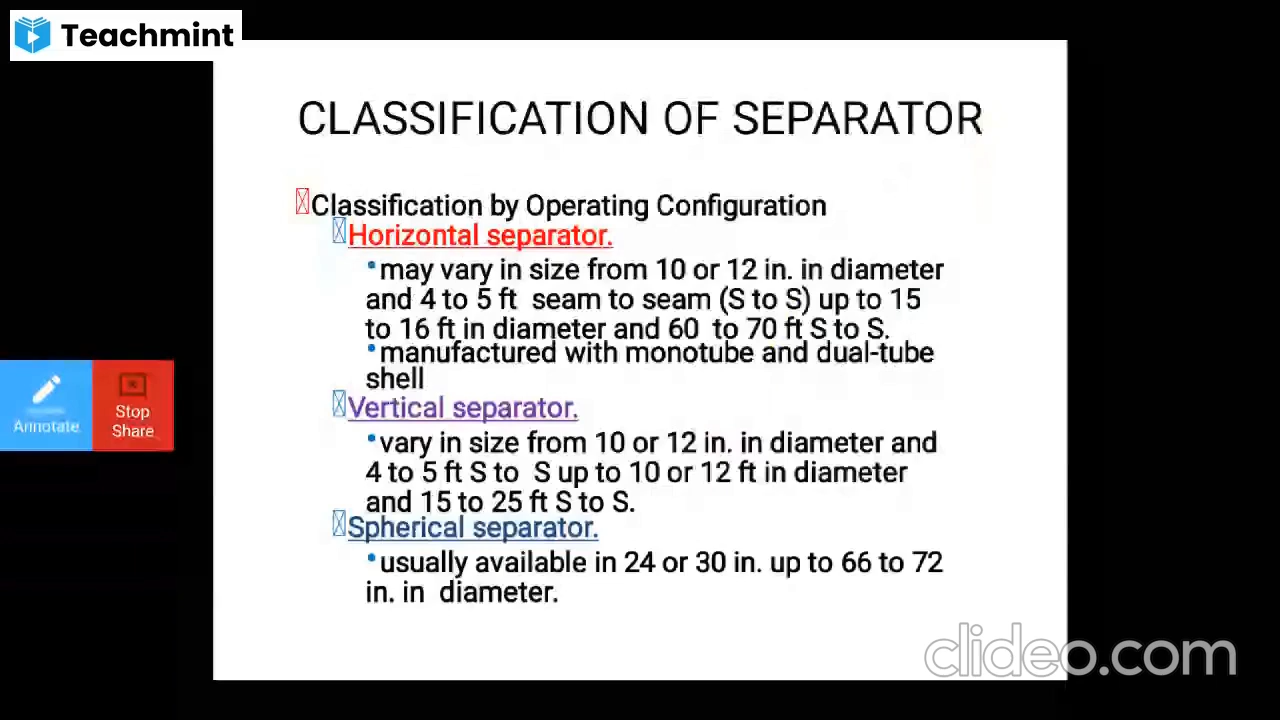 Teachmint
CLASSIFICATION OF SEPARATOR
Classification by Operating Configuration
Horizontal separator.
•may vary in size from 10 or 12 in. in diameter
and 4 to 5 ft seam to seam (S to S) up to 15
to 16 ft in diameter and 60 to 70 ft S to S.
•manufactured with monotube and dual-tube
shell
Vertical separator.
•vary in size from 10 or 12 in. in diameter and
4 to 5 ft S to S up to 10 or 12 ft in diameter
and 15 to 25 ft S to S.
Spherical separator.
•usually available in 24 or 30 in. up to 66 to 72
in. in diameter.
Annotate
Stop
Share
clideo.com